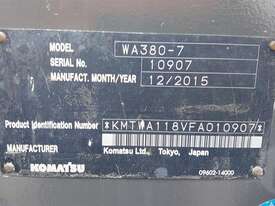 MODEL WA380-7
SERIAL NO. 10907
MANUFACT. MONTH/YEAR 12/2015
Product Identification Number *KMTWA118VFA010907*
MANUFACTURER Komatsu Ltd. Tokyo, Japan
KOMATSU
09602-14000